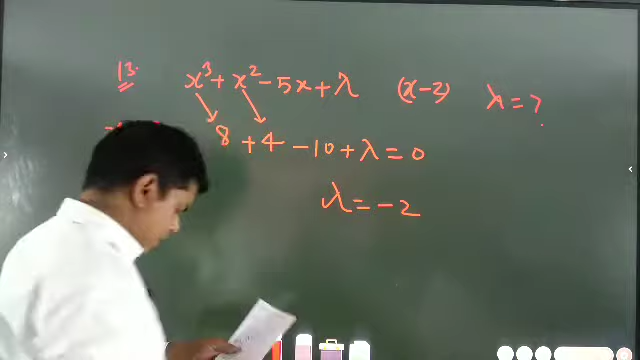 13. x³ + x² - 5x + λ (x-2) λ = ?
8 + 4 - 10 + λ = 0
λ = -2